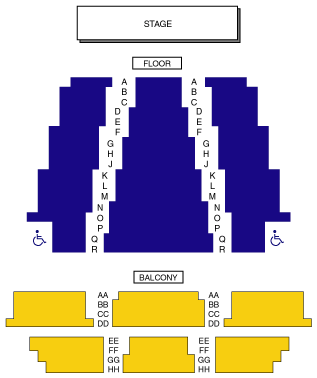 STAGE
FLOOR
A A
B B
C C
D D
E E
F F
G G
H H
J J
K K
L L
M M
N N
O O
P P
Q Q
R R
BALCONY
AA AA
BB BB
CC CC
DD DD
EE EE
FF FF
GG GG
HH HH